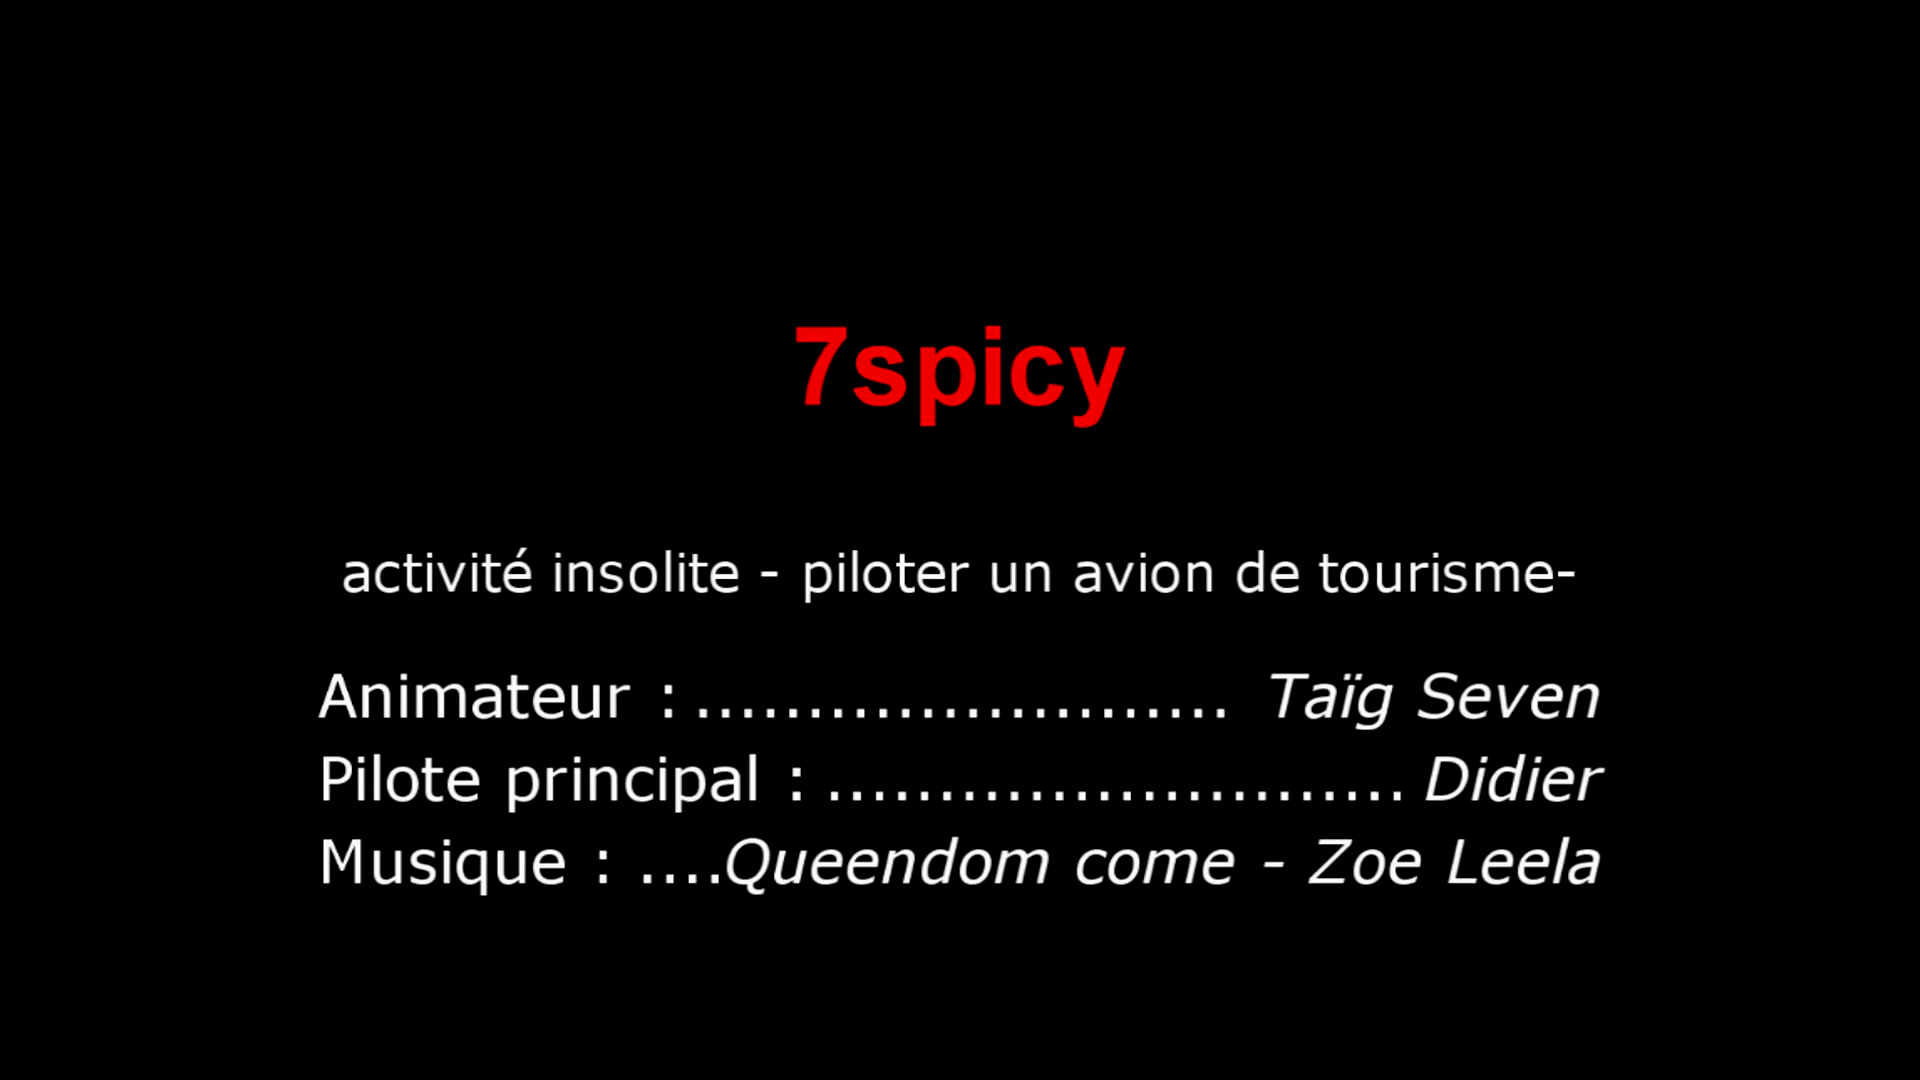 7spicy
activité insolite - piloter un avion de tourisme-
Animateur : ........................ Taïg Seven
Pilote principal : .......................... Didier
Musique : ....Queendom come - Zoe Leela